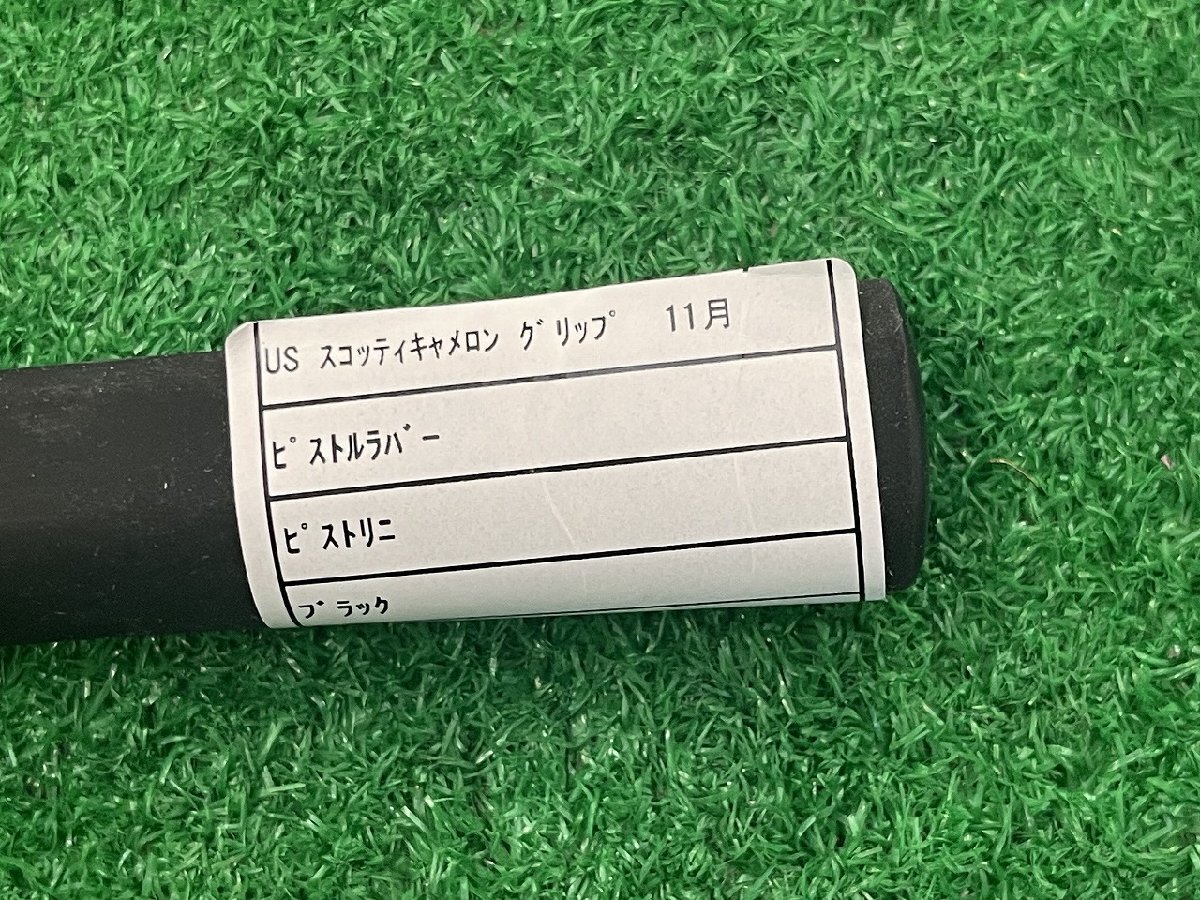 US ｽｺｯﾃｨｷｬﾒﾛﾝ ｸﾞﾘｯﾌﾟ 11月
ﾋﾟｽﾄﾙﾗﾊﾞｰ
ﾋﾟｽﾄﾘﾆ
ﾌﾞﾗｯｸ